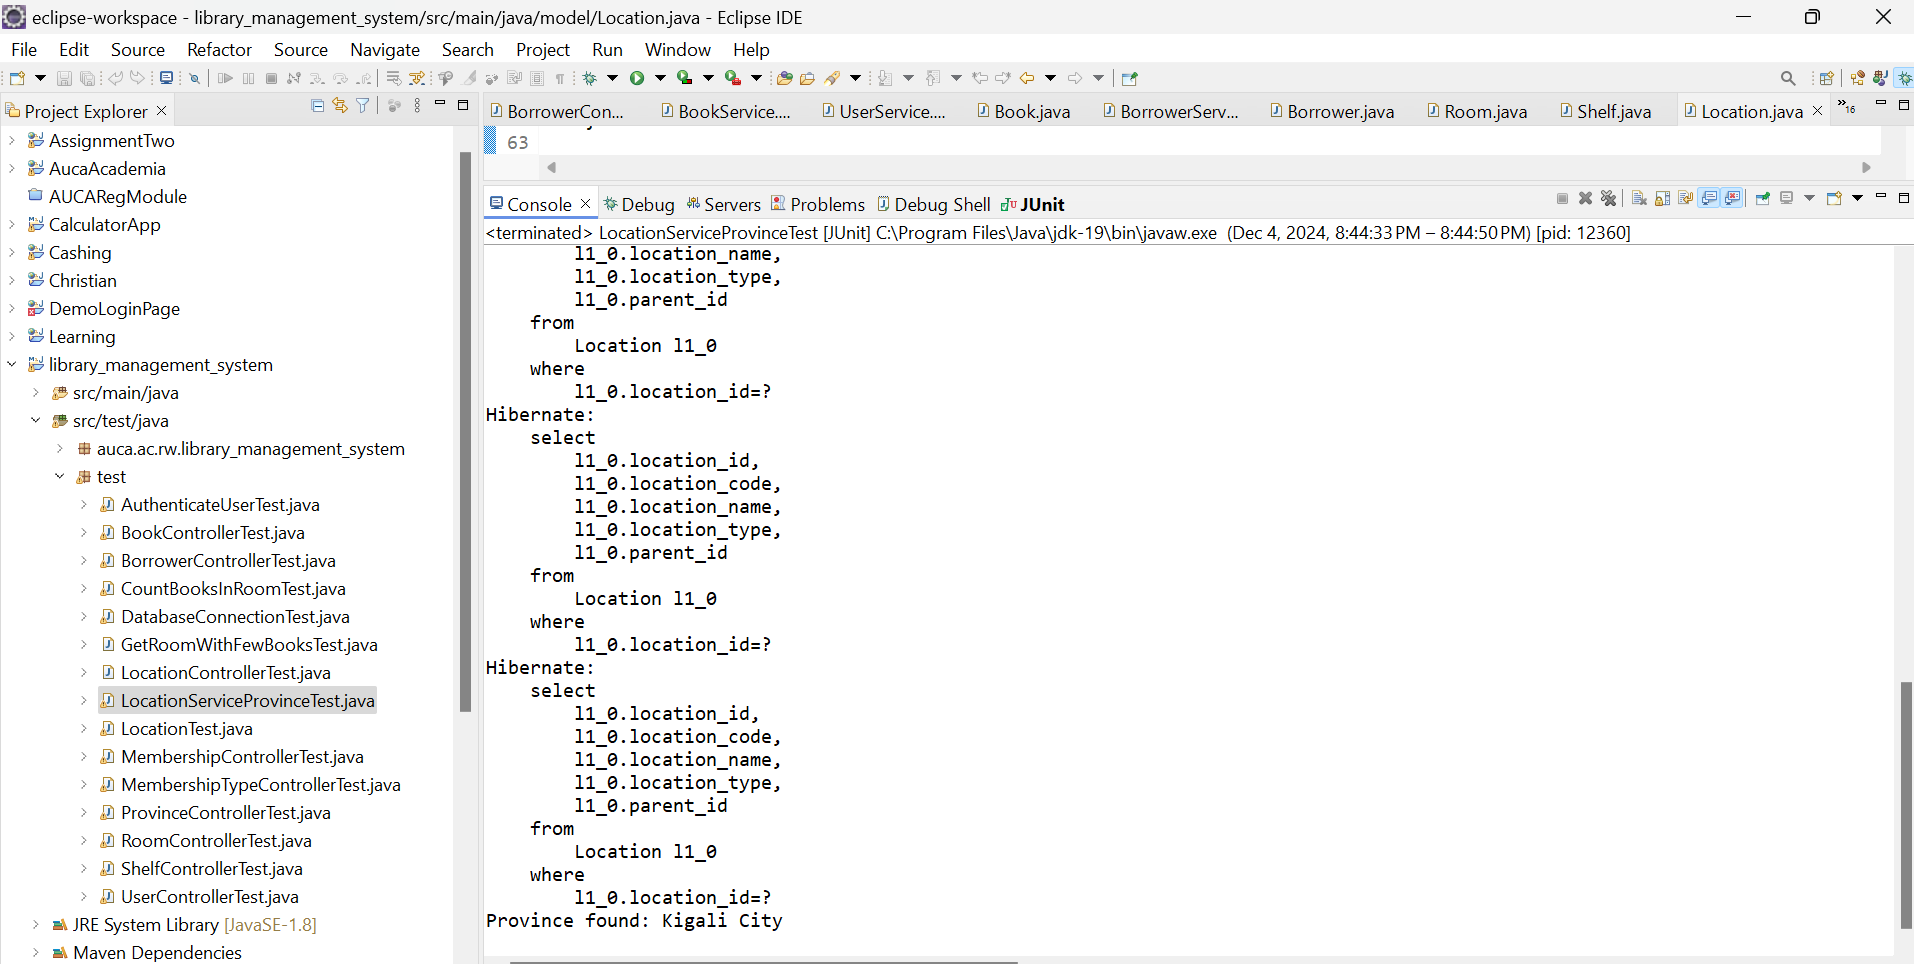 eclipse-workspace - library_management_system/src/main/java/model/Location.java - Eclipse IDE
File Edit Source Refactor Source Navigate Search Project Run Window Help
Project Explorer
AssignmentTwo
AucaAcademia
AUCARegModule
CalculatorApp
Cashing
Christian
DemoLoginPage
Learning
library_management_system
src/main/java
src/test/java
auca.ac.rw.library_management_system
test
AuthenticateUserTest.java
BookControllerTest.java
BorrowerControllerTest.java
CountBooksInRoomTest.java
DatabaseConnectionTest.java
GetRoomWithFewBooksTest.java
LocationControllerTest.java
LocationServiceProvinceTest.java
LocationTest.java
MembershipControllerTest.java
MembershipTypeControllerTest.java
ProvinceControllerTest.java
RoomControllerTest.java
ShelfControllerTest.java
UserControllerTest.java
JRE System Library [JavaSE-1.8]
Maven Dependencies
BorrowerCon... BookService.... UserService.... Book.java BorrowerServ... Borrower.java Room.java Shelf.java Location.java »16
63
Console Debug Servers Problems Debug Shell JUnit
<terminated> LocationServiceProvinceTest [JUnit] C:\Program Files\Java\jdk-19\bin\javaw.exe (Dec 4, 2024, 8:44:33 PM – 8:44:50 PM) [pid: 12360]
l1_0.location_name,
l1_0.location_type,
l1_0.parent_id
from
Location l1_0
where
l1_0.location_id=?
Hibernate:
select
l1_0.location_id,
l1_0.location_code,
l1_0.location_name,
l1_0.location_type,
l1_0.parent_id
from
Location l1_0
where
l1_0.location_id=?
Hibernate:
select
l1_0.location_id,
l1_0.location_code,
l1_0.location_name,
l1_0.location_type,
l1_0.parent_id
from
Location l1_0
where
l1_0.location_id=?
Province found: Kigali City